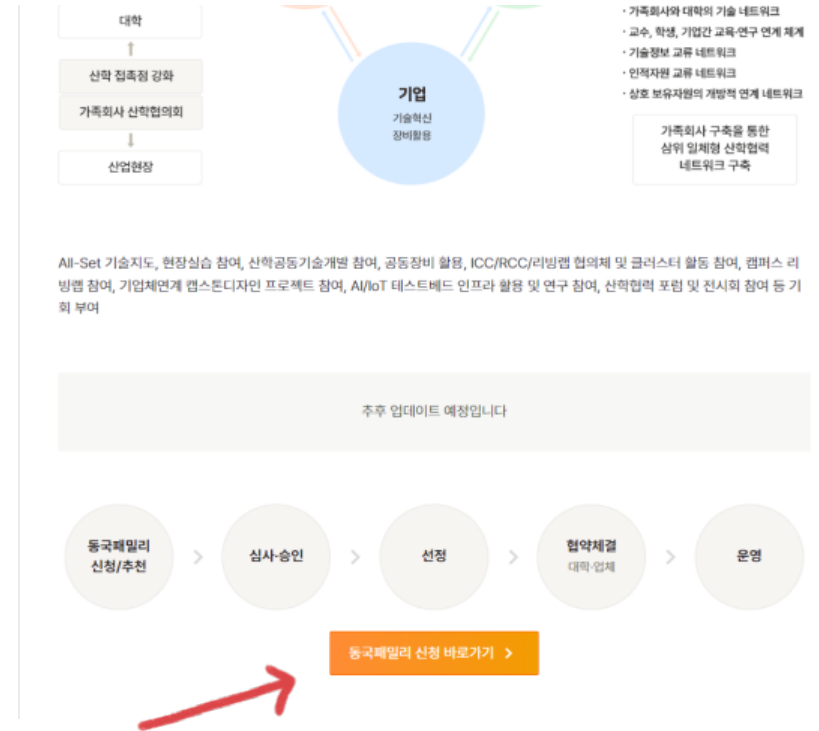 대학
산학 접촉점 강화
가족회사 산학협의회
산업현장
기업
기술혁신
장비활용
· 가족회사와 대학의 기술 네트워크
· 교수, 학생, 기업간 교육·연구 연계 체계
· 기술정보 교류 네트워크
· 인적자원 교류 네트워크
· 상호 보유자원의 개방적 연계 네트워크
가족회사 구축을 통한
삼위 일체형 산학협력
네트워크 구축
All-Set 기술지도, 현장실습 참여, 산학공동기술개발 참여, 공동장비 활용, ICC/RCC/리빙랩 협의체 및 클러스터 활동 참여, 캠퍼스 리
빙랩 참여, 기업체연계 캡스톤디자인 프로젝트 참여, AI/IoT 테스트베드 인프라 활용 및 연구 참여, 산학협력 포럼 및 전시회 참여 등 기
회 부여
추후 업데이트 예정입니다
동국패밀리
신청/추천
심사·승인
선정
협약체결
대학·업체
운영
동국패밀리 신청 바로가기